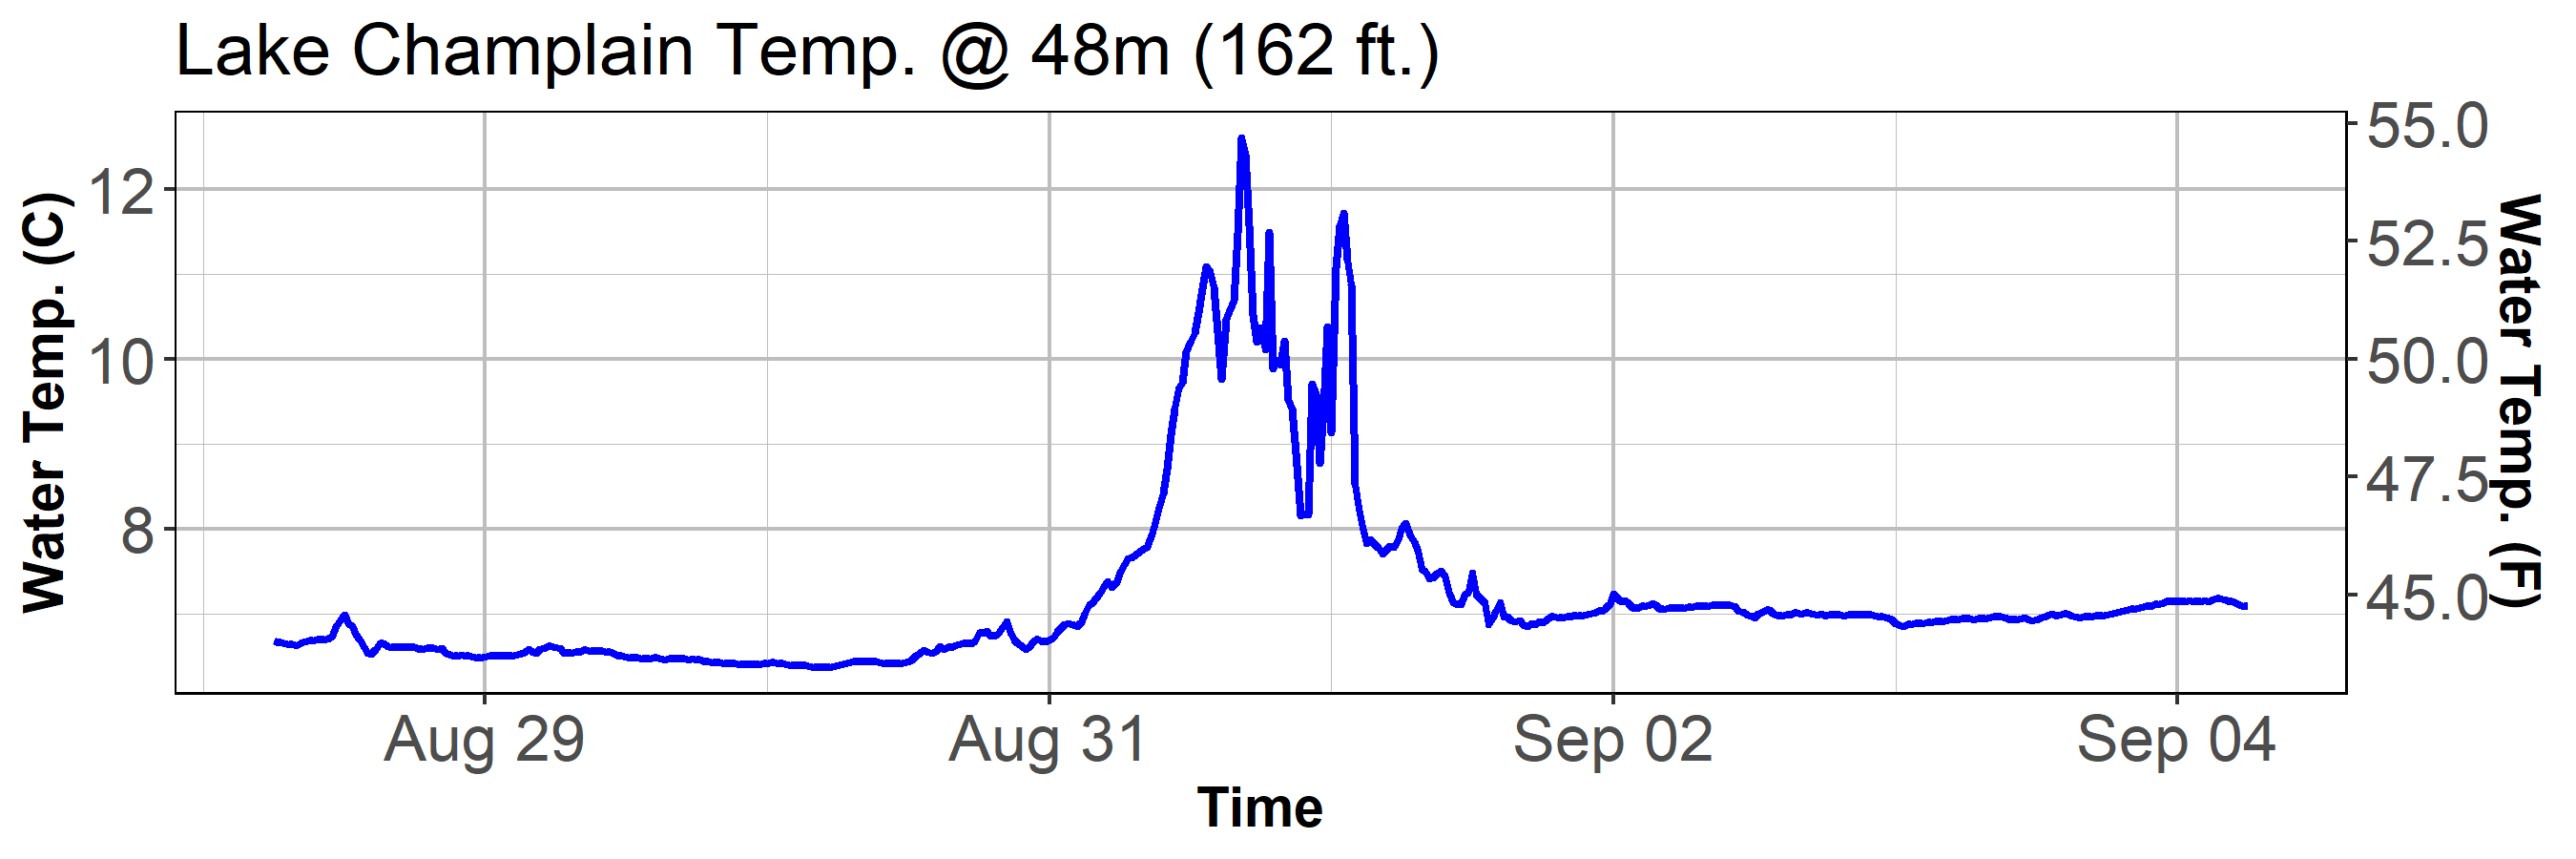 Lake Champlain Temp. @ 48m (162 ft.)
Water Temp. (C)
12
10
8
55.0
52.5
50.0
47.5
45.0
Water Temp. (F)
Aug 29
Aug 31
Sep 02
Sep 04
Time